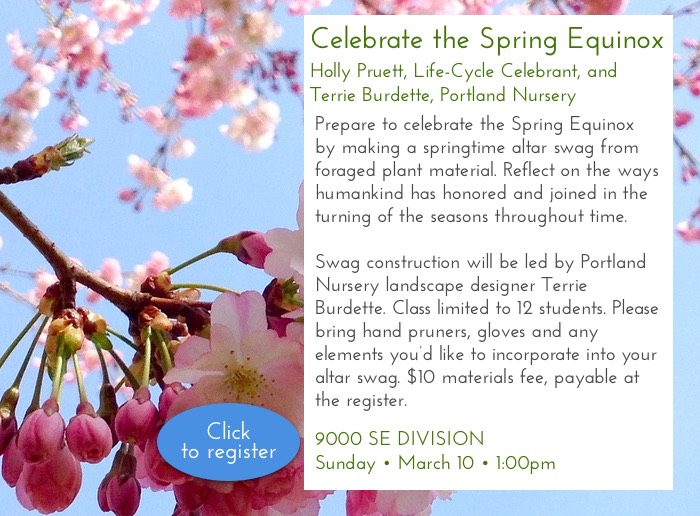 Celebrate the Spring Equinox
Holly Pruett, Life-Cycle Celebrant, and
Terrie Burdette, Portland Nursery
Prepare to celebrate the Spring Equinox
by making a springtime altar swag from
foraged plant material. Reflect on the ways
humankind has honored and joined in the
turning of the seasons throughout time.
Swag construction will be led by Portland
Nursery landscape designer Terrie
Burdette. Class limited to 12 students. Please
bring hand pruners, gloves and any
elements you'd like to incorporate into your
altar swag. $10 materials fee, payable at
the register.
Click
to register
9000 SE DIVISION
Sunday • March 10 • 1:00pm